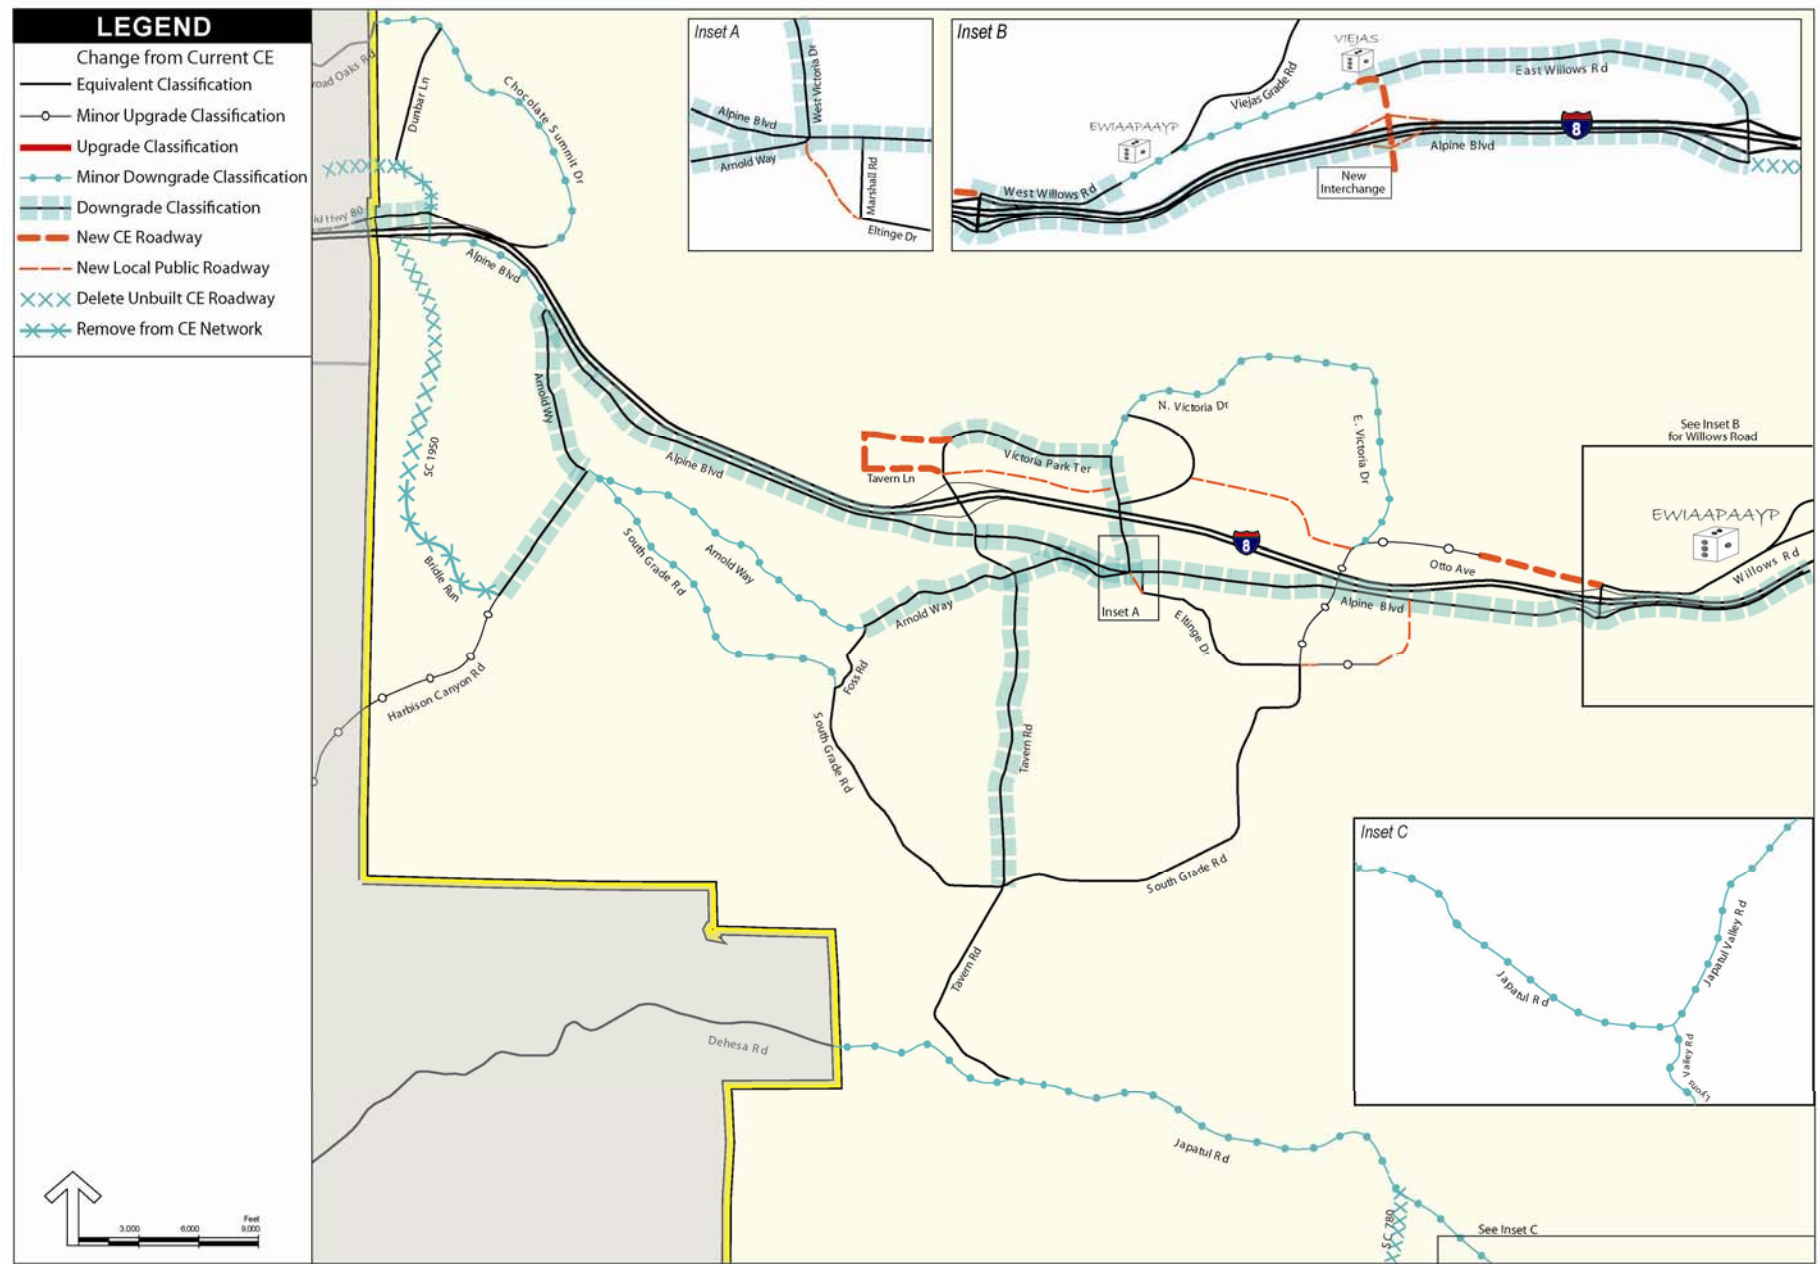 LEGEND
Change from Current CE
Equivalent Classification
Minor Upgrade Classification
Upgrade Classification
Minor Downgrade Classification
Downgrade Classification
New CE Roadway
New Local Public Roadway
Delete Unbuilt CE Roadway
Remove from CE Network
Oaks Rd
Dunbar Ln
Chocolate Summit Dr
Hwy 80
Alpine Blvd
Inset A
West Victoria Dr
Alpine Blvd
Arnold Way
Marshall Rd
Eltinge Dr
Inset B
VIEJAS
Viejas Grade Rd
East Willows Rd
EWIAAPAAYP
8
Alpine Blvd
West Willows Rd
New
Interchange
Arnold Wy
SC 1950
Bridle Run
Harbison Canyon Rd
Alpine Blvd
South Grade Rd
Arnold Way
Tavern Ln
Victoria Park Ter
N. Victoria Dr
E. Victoria Dr
8
Otto Ave
Alpine Blvd
See Inset B
for Willows Road
EWIAAPAAYP
Willows Rd
Arnold Way
Inset A
Eltinge Dr
Foss Rd
South Grade Rd
Tavern Rd
South Grade Rd
Tavern Rd
Inset C
Japatul Rd
Japatul Valley Rd
Lyons
Valley Rd
Dehesa Rd
Japatul Rd
SC 780
See Inset C
Feet
3,000
6,000
9,000